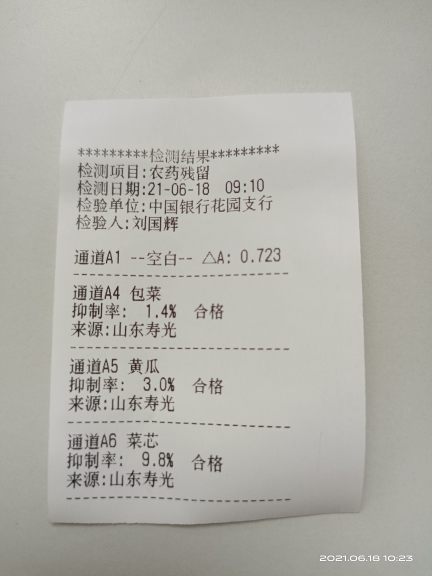 *********检测结果*********
检测项目:农药残留
检测日期:21-06-18 09:10
检验单位:中国银行花园支行
检验人:刘国辉
通道A1 --空白-- △A: 0.723
--------------------------------
通道A4 包菜
抑制率: 1.4% 合格
来源:山东寿光
--------------------------------
通道A5 黄瓜
抑制率: 3.0% 合格
来源:山东寿光
--------------------------------
通道A6 菜芯
抑制率: 9.8% 合格
来源:山东寿光
--------------------------------
2021.06.18 10:23